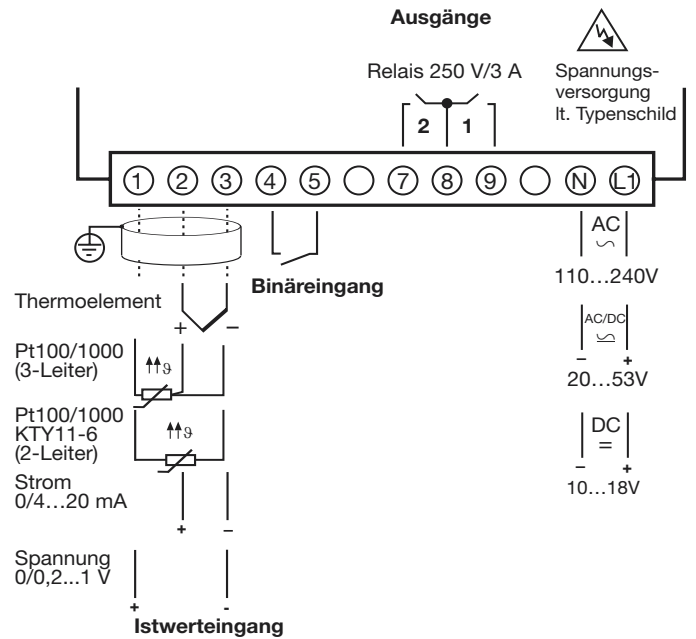 Ausgänge
Relais 250 V/3 A
Spannungs-
versorgung
lt. Typenschild
2 1
1 2 3 4 5 7 8 9 N L1
AC
110...240V
Binäreingang
Thermoelement
+ −
AC/DC
− +
20...53V
Pt100/1000
(3-Leiter)
ϑ
Pt100/1000
KTY11-6
(2-Leiter)
ϑ
DC
=
− +
10...18V
Strom
0/4...20 mA
+ −
Spannung
0/0,2...1 V
+ -
Istwerteingang